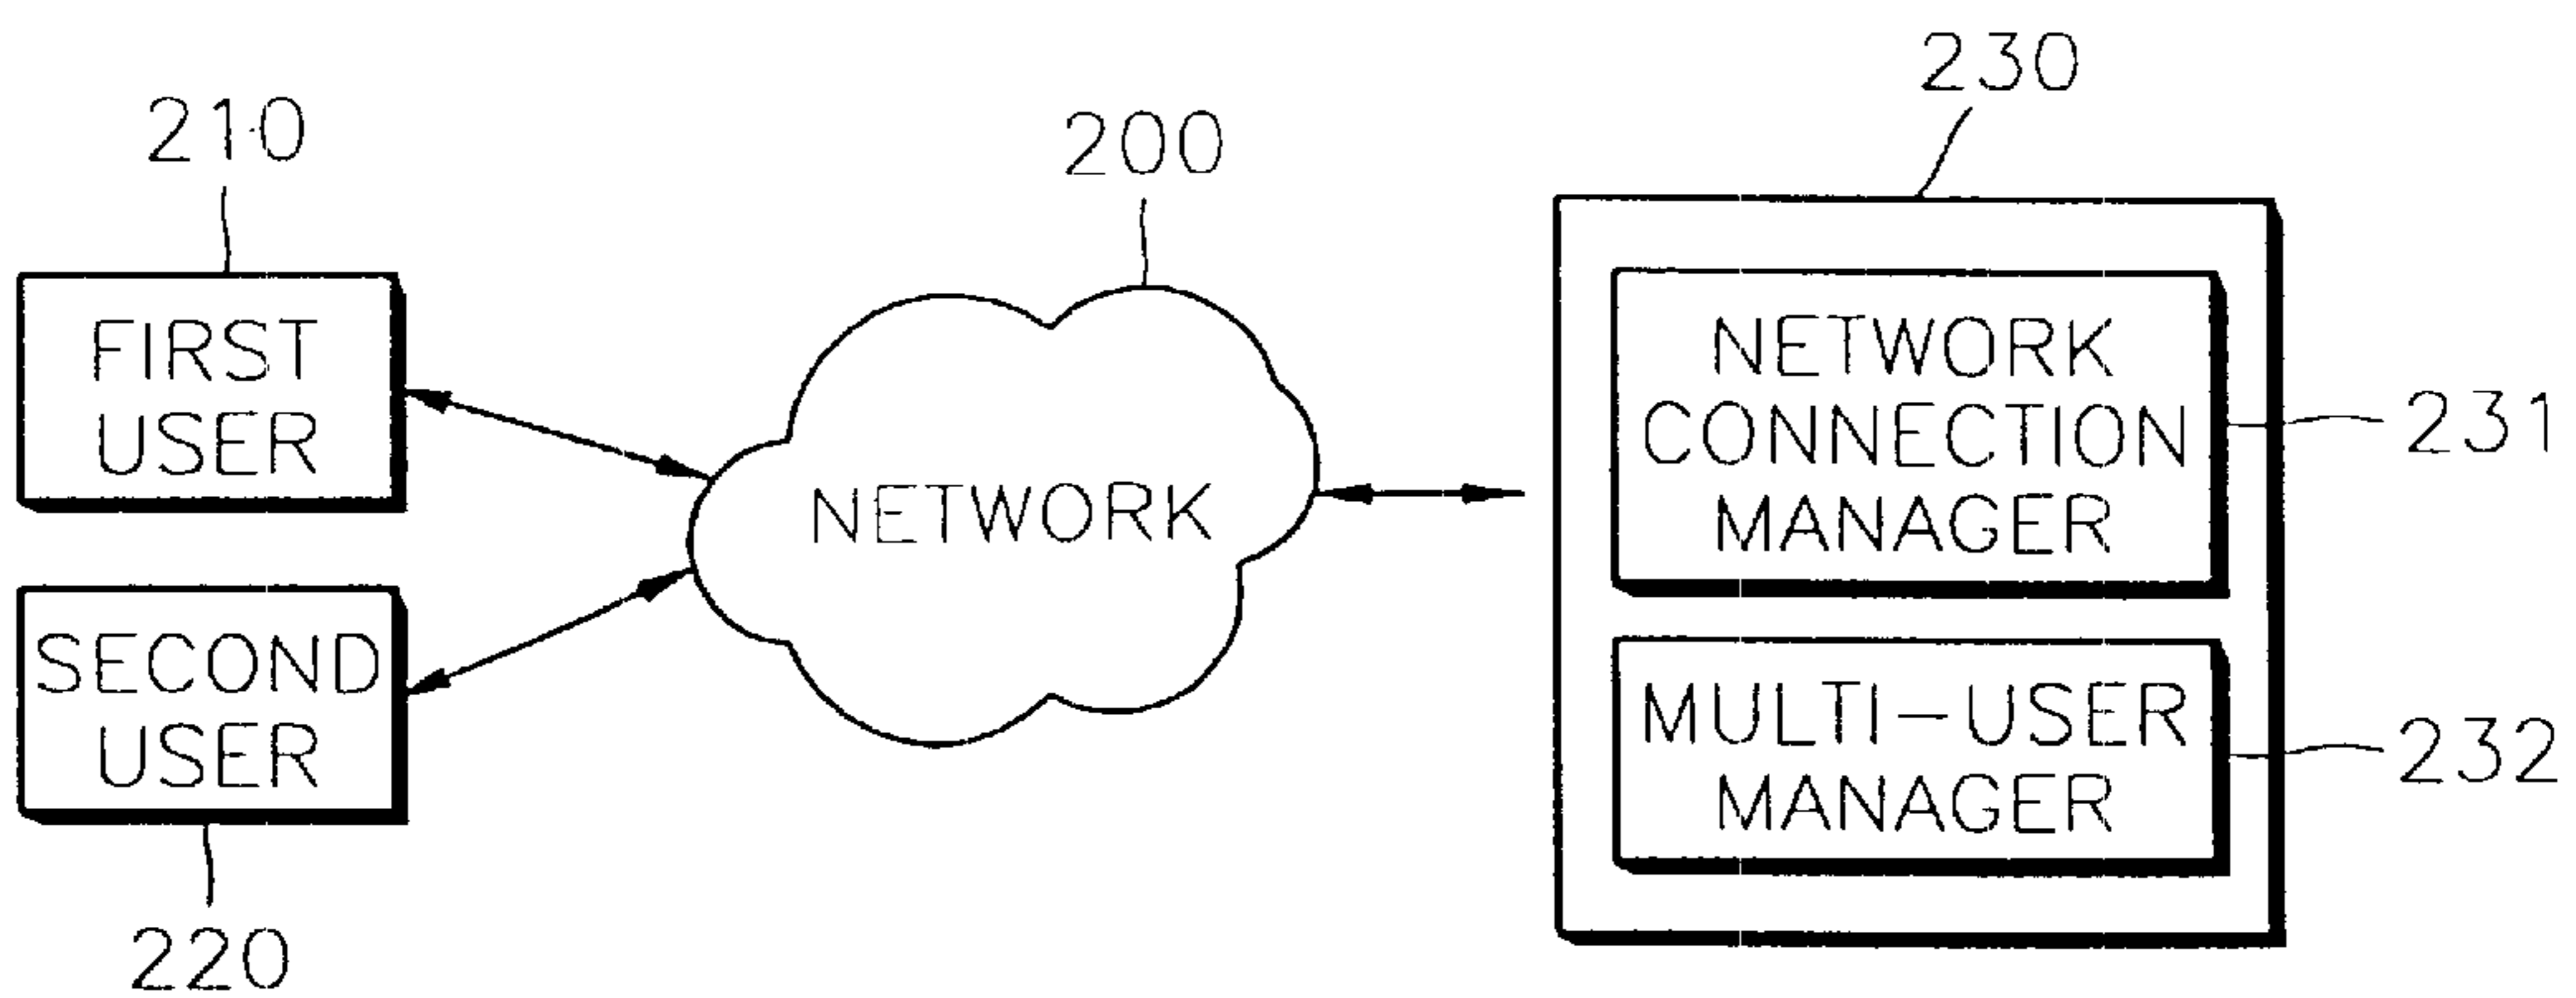 230
210
200
FIRST
USER
NETWORK
CONNECTION
MANAGER
231
NETWORK
SECOND
USER
MULTI-USER
MANAGER
232
220